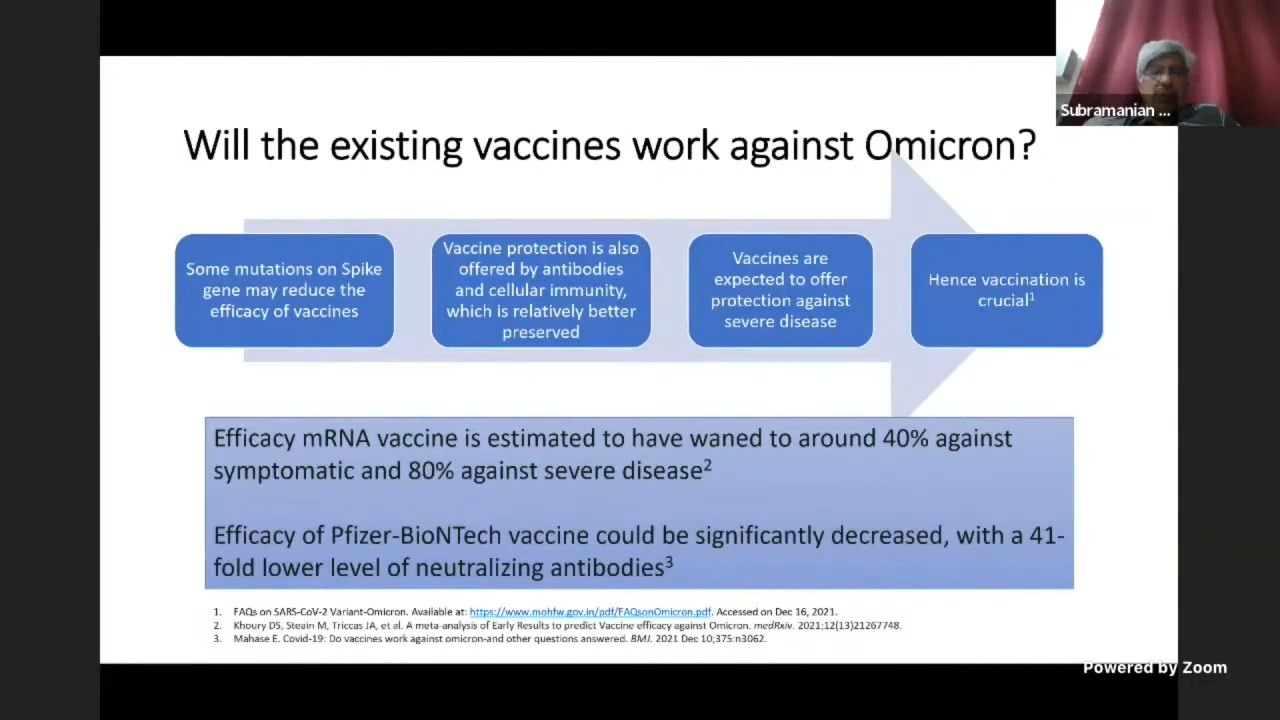 Subramanian ...
Will the existing vaccines work against Omicron?
Some mutations on Spike
gene may reduce the
efficacy of vaccines
Vaccine protection is also
offered by antibodies
and cellular immunity,
which is relatively better
preserved
Vaccines are
expected to offer
protection against
severe disease
Hence vaccination is
crucial1
Efficacy mRNA vaccine is estimated to have waned to around 40% against
symptomatic and 80% against severe disease2
Efficacy of Pfizer-BioNTech vaccine could be significantly decreased, with a 41-
fold lower level of neutralizing antibodies3
1. FAQs on SARS-CoV-2 Variant-Omicron. Available at: https://www.mohfw.gov.in/pdf/FAQsonOmicron.pdf. Accessed on Dec 16, 2021.
2. Khoury DS, Steain M, Triccas JA, et al. A meta-analysis of Early Results to predict Vaccine efficacy against Omicron. medRxiv. 2021;12(13)21267748.
3. Mahase E. Covid-19: Do vaccines work against omicron-and other questions answered. BMJ. 2021 Dec 10;375:n3062.
Powered by Zoom